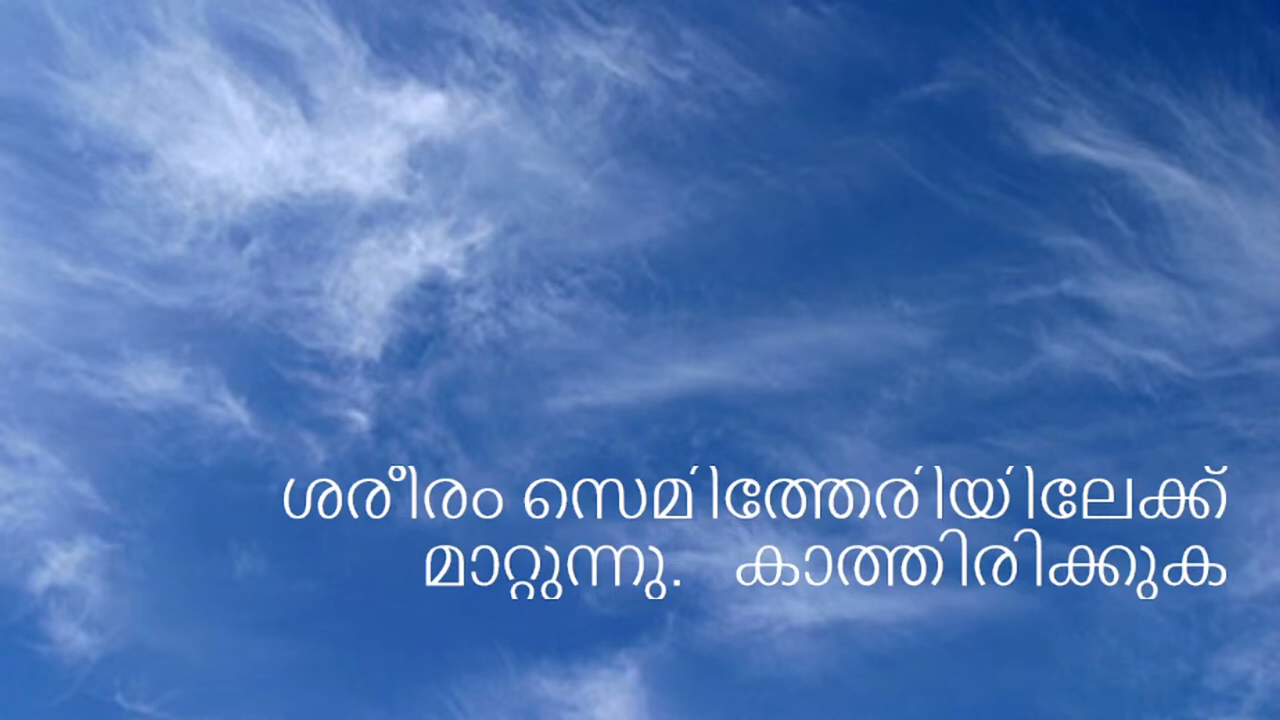 ശരീരം സെമിത്തേരിയിലേക്ക്
മാറ്റുന്നു. കാത്തിരിക്കുക